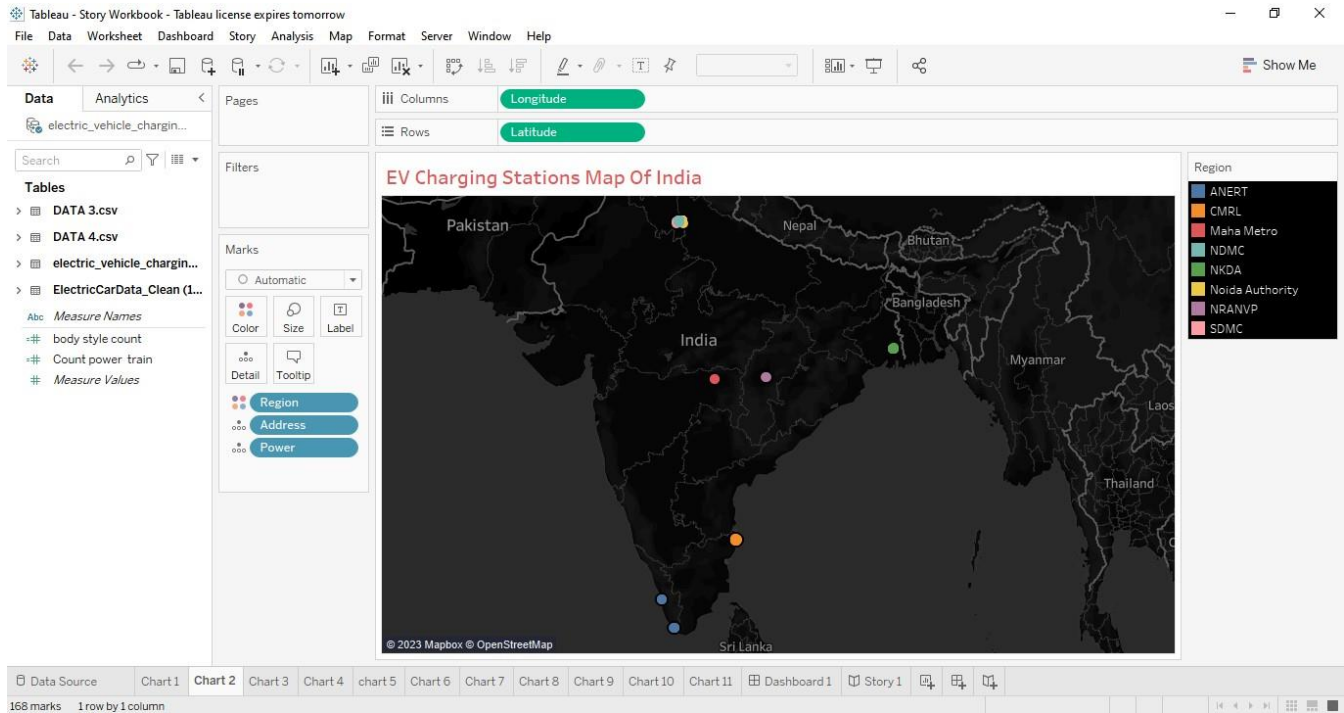 Tableau - Story Workbook - Tableau license expires tomorrow
File Data Worksheet Dashboard Story Analysis Map Format Server Window Help
Show Me
Data Analytics
electric_vehicle_chargin...
Search
Tables
DATA 3.csv
DATA 4.csv
electric_vehicle_chargin...
ElectricCarData_Clean (1...
Abc Measure Names
body style count
Count power train
Measure Values
Pages
Filters
Marks
Automatic
Color Size Label
Detail Tooltip
Region
Address
Power
Columns Longitude
Rows Latitude
EV Charging Stations Map Of India
Pakistan
Nepal
Bhutan
Bangladesh
India
Myanmar
Laos
Thailand
Sri Lanka
© 2023 Mapbox © OpenStreetMap
Region
ANERT
CMRL
Maha Metro
NDMC
NKDA
Noida Authority
NRANVP
SDMC
Data Source Chart 1 Chart 2 Chart 3 Chart 4 chart 5 Chart 6 Chart 7 Chart 8 Chart 9 Chart 10 Chart 11 Dashboard 1 Story 1
168 marks 1 row by 1 column